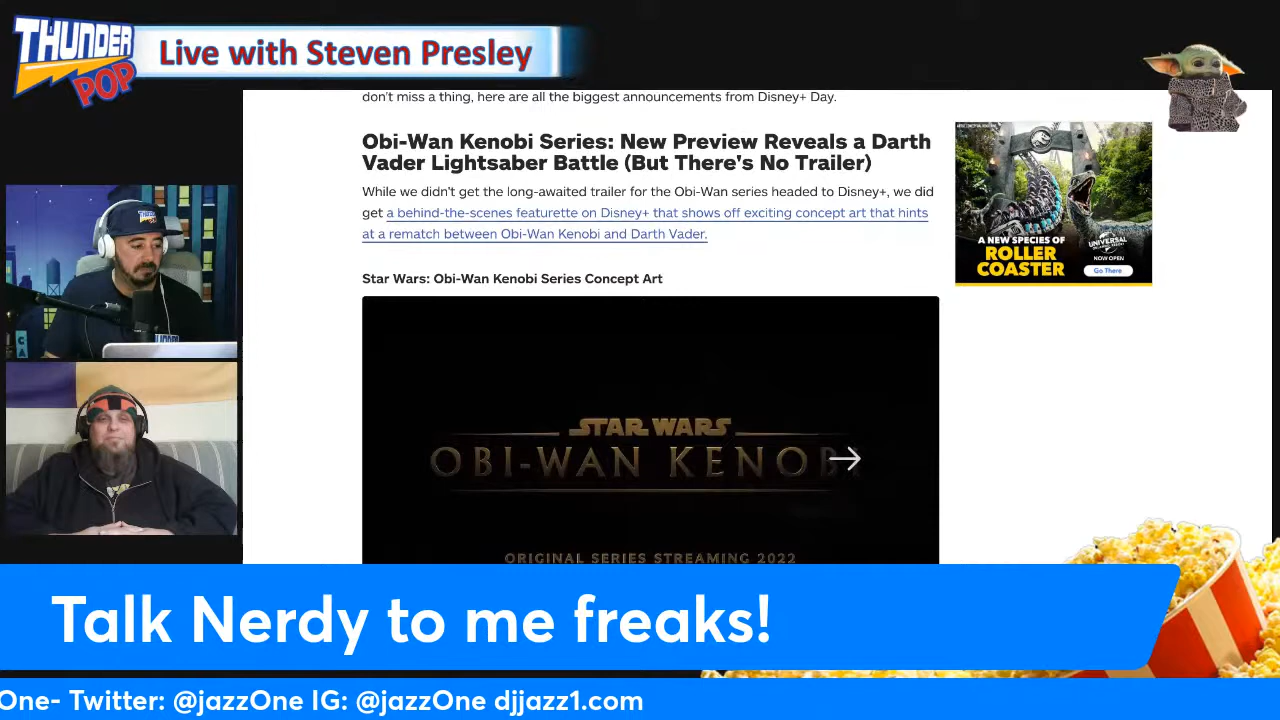 THUNDER
POP
Live with Steven Presley
don't miss a thing, here are all the biggest announcements from Disney+ Day.
Obi-Wan Kenobi Series: New Preview Reveals a Darth
Vader Lightsaber Battle (But There's No Trailer)
While we didn't get the long-awaited trailer for the Obi-Wan series headed to Disney+, we did
get a behind-the-scenes featurette on Disney+ that shows off exciting concept art that hints
at a rematch between Obi-Wan Kenobi and Darth Vader.
Star Wars: Obi-Wan Kenobi Series Concept Art
STAR WARS
OBI-WAN KENOBI
ORIGINAL SERIES STREAMING 2022
A NEW SPECIES OF
ROLLER
COASTER
UNIVERSAL
NOW OPEN
Go There
Talk Nerdy to me freaks!
One- Twitter: @jazzOne IG: @jazzOne djjazz1.com